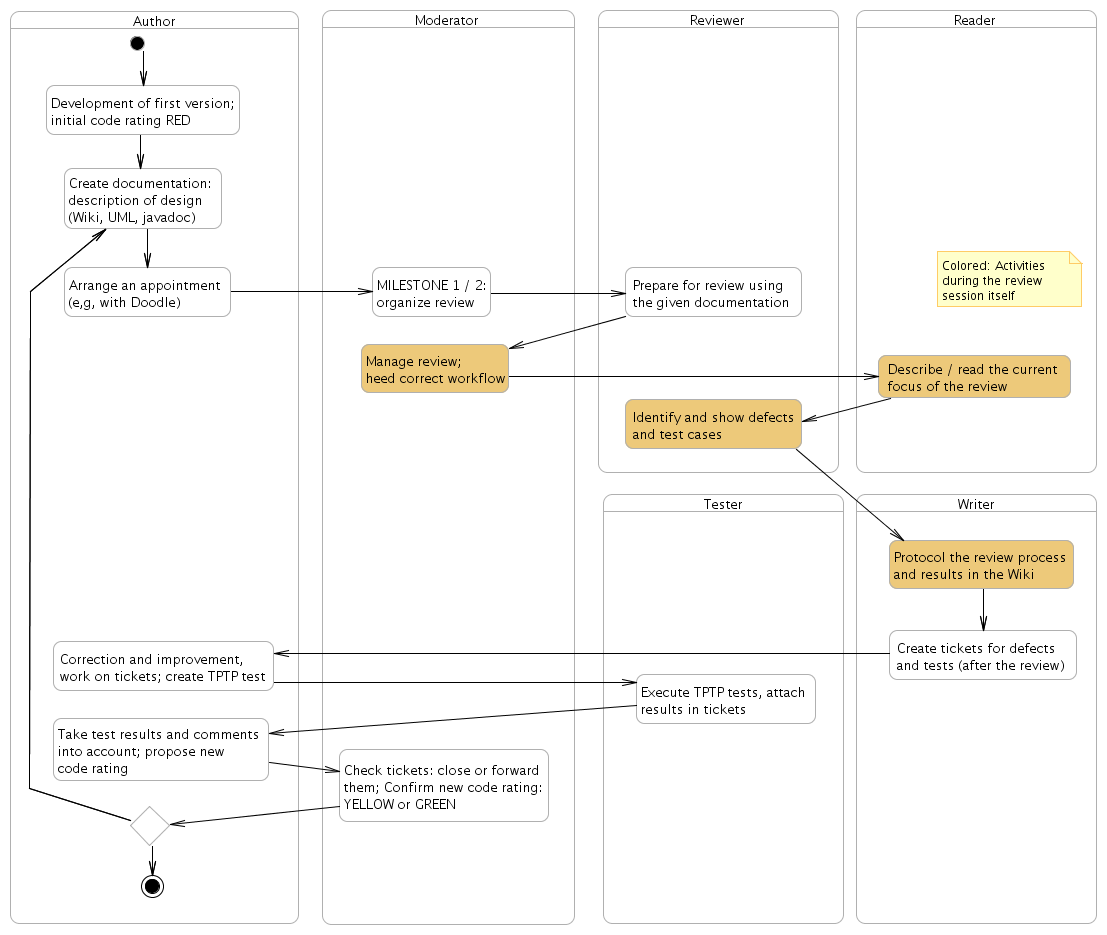 Author
Moderator
Reviewer
Reader
Development of first version;
initial code rating RED
Create documentation:
description of design
(Wiki, UML, javadoc)
Arrange an appointment
(e,g, with Doodle)
MILESTONE 1 / 2:
organize review
Prepare for review using
the given documentation
Colored: Activities
during the review
session itself
Manage review;
heed correct workflow
Describe / read the current
focus of the review
Identify and show defects
and test cases
Tester
Writer
Protocol the review process
and results in the Wiki
Create tickets for defects
and tests (after the review)
Correction and improvement,
work on tickets; create TPTP test
Execute TPTP tests, attach
results in tickets
Take test results and comments
into account; propose new
code rating
Check tickets: close or forward
them; Confirm new code rating:
YELLOW or GREEN